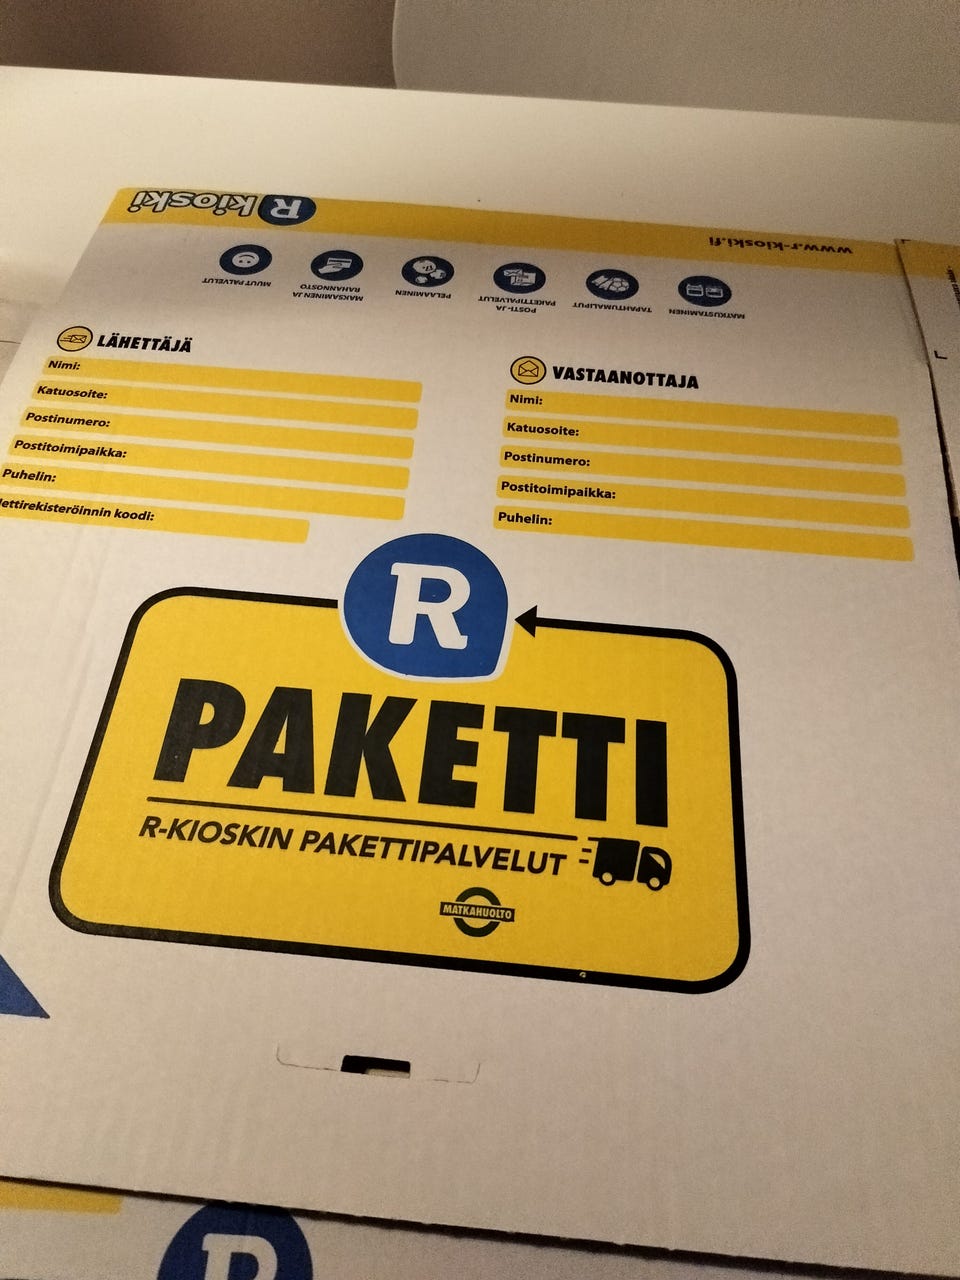 R kioski
www.r-kioski.fi
MUUT PALVELUT
MAKSAMINEN JA
RAHANNOSTO
PELAAMINEN
POSTI- JA
PAKETTIPALVELUT
TAPAHTUMALIPUT
MATKUSTAMINEN
LÄHETTÄJÄ
Nimi:
Katuosoite:
Postinumero:
Postitoimipaikka:
Puhelin:
koodi:
VASTAANOTTAJA
Nimi:
Katuosoite:
Postinumero:
Postitoimipaikka:
Puhelin:
R
PAKETTI
R-KIOSKIN PAKETTIPALVELUT
MATKAHUOLTO
R